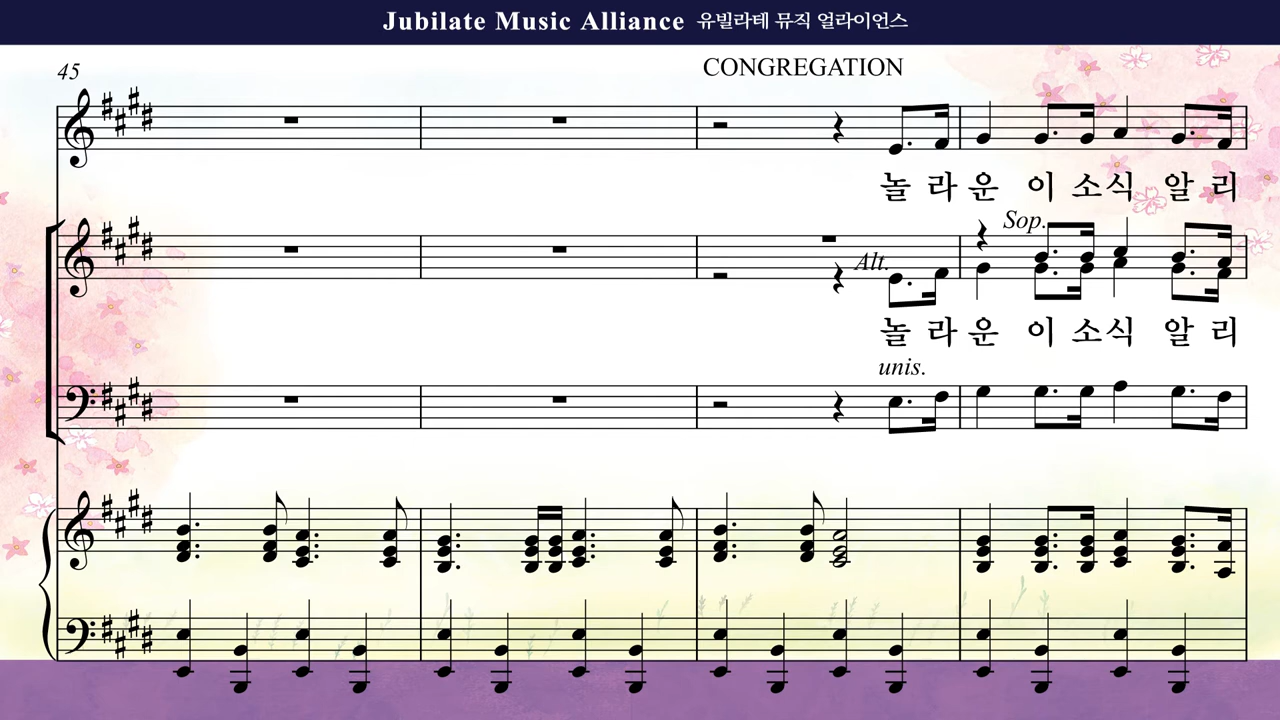 Jubilate Music Alliance 유빌라테 뮤직 얼라이언스
45
CONGREGATION
놀 라 운 이 소 식 알 리
Sop.
Alt.
놀 라 운 이 소 식 알 리
unis.